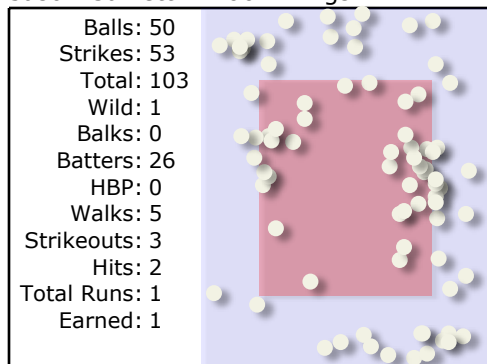 Balls: 50
Strikes: 53
Total: 103
Wild: 1
Balks: 0
Batters: 26
HBP: 0
Walks: 5
Strikeouts: 3
Hits: 2
Total Runs: 1
Earned: 1